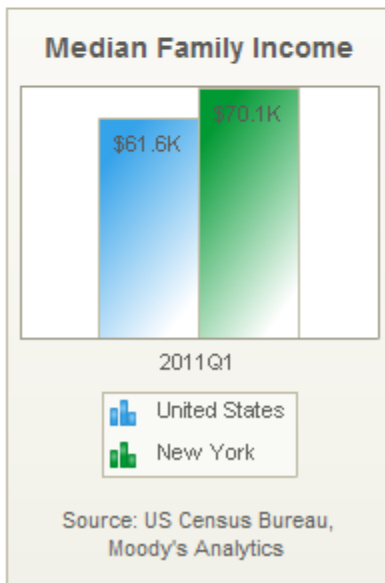 Median Family Income
$61.6K
$70.1K
2011Q1
United States
New York
Source: US Census Bureau,
Moody's Analytics